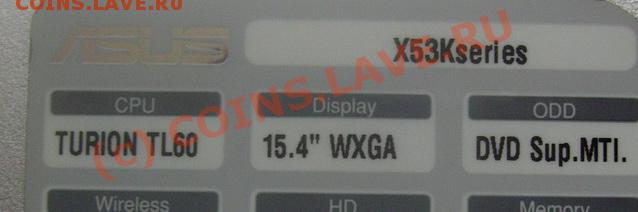 COINS.LAVE.RU
ASUS
X53Kseries
CPU
Display
ODD
TURION TL60
15.4" WXGA
DVD Sup.MTI.
Wireless
HD
Memory
(c) COINS.LAVE.RU